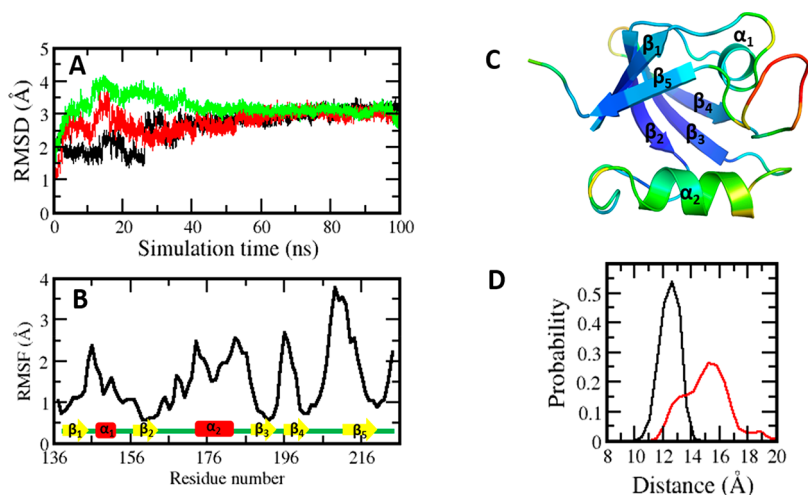 A
RMSD (Å)
5
4
3
2
1
0
0 20 40 60 80 100
Simulation time (ns)
B
RMSF (Å)
4
3
2
1
0
β1 α1 β2 α2 β3 β4 β5
136 156 176 196 216
Residue number
C
β1 α1
β5
β4
β2 β3
α2
D
Probability
0.5
0.4
0.3
0.2
0.1
0
8 10 12 14 16 18 20
Distance (Å)